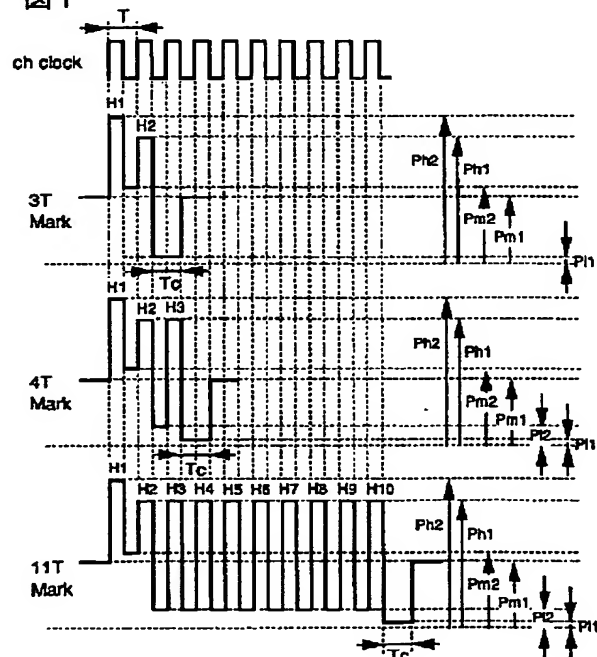 図1
T
ch clock
H1
H2
Ph2
Ph1
Pm2
Pm1
3T
Mark
Pl1
Tc
H1
H2 H3
Ph2
Ph1
Pm2
Pm1
4T
Mark
Pl2
Pl1
Tc
H1
H2 H3 H4 H5 H6 H7 H8 H9 H10
Ph2
Ph1
Pm2
Pm1
11T
Mark
Pl2
Pl1
Tc